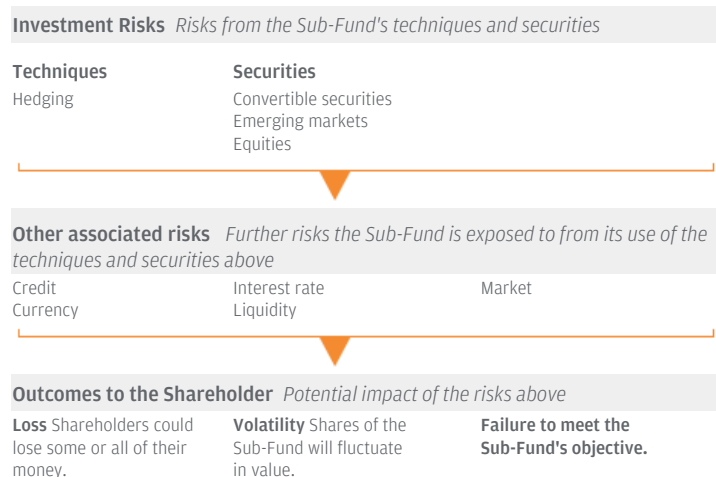 Investment Risks Risks from the Sub-Fund's techniques and securities
Techniques
Hedging
Securities
Convertible securities
Emerging markets
Equities
Other associated risks Further risks the Sub-Fund is exposed to from its use of the
techniques and securities above
Credit
Currency
Interest rate
Liquidity
Market
Outcomes to the Shareholder Potential impact of the risks above
Loss Shareholders could
lose some or all of their
money.
Volatility Shares of the
Sub-Fund will fluctuate
in value.
Failure to meet the
Sub-Fund's objective.